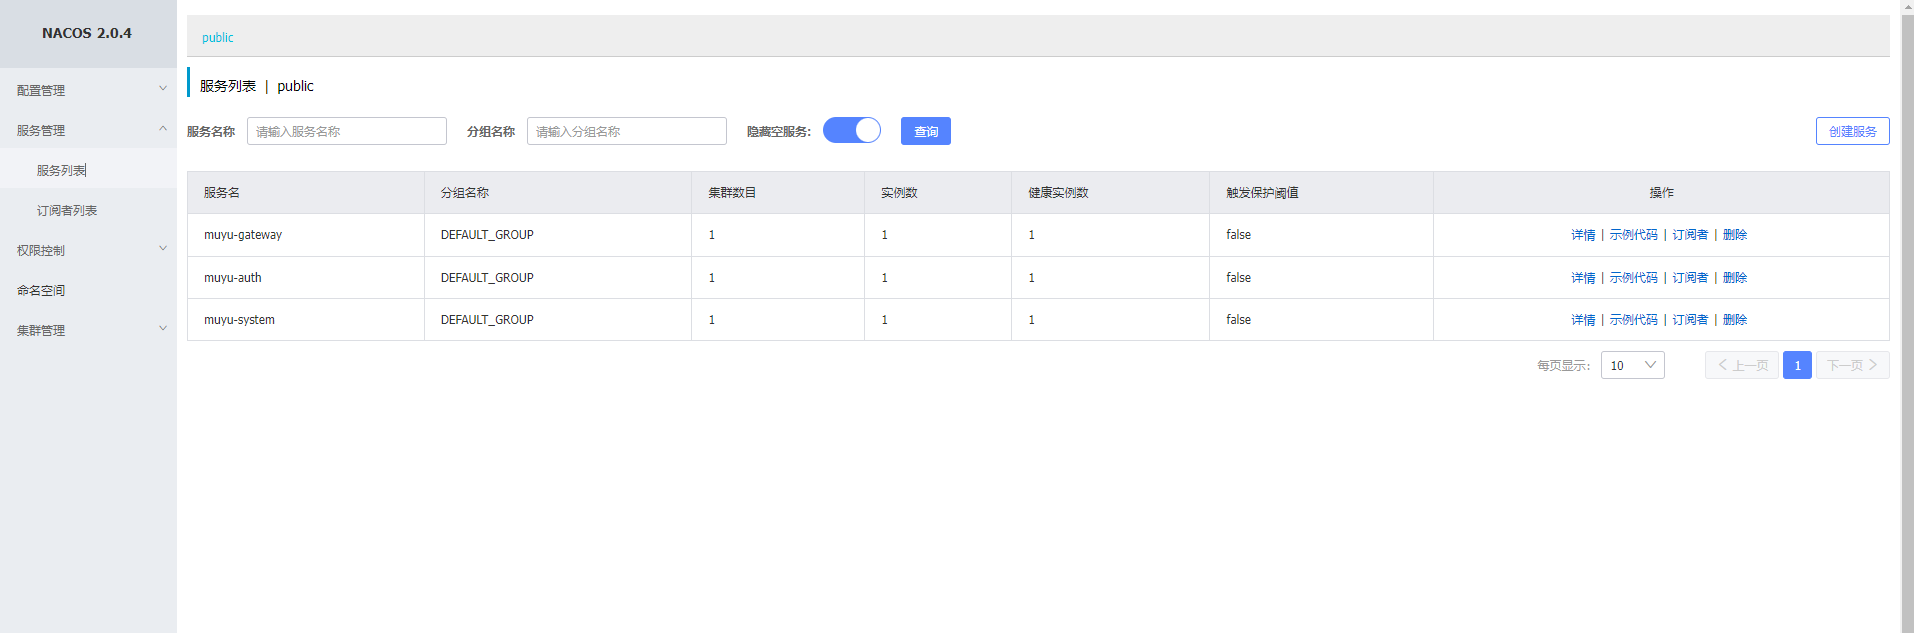 NACOS 2.0.4
配置管理
服务管理
服务列表
订阅者列表
权限控制
命名空间
集群管理
public
服务列表 | public
服务名称 请输入服务名称 分组名称 请输入分组名称 隐藏空服务: 查询 创建服务
服务名 分组名称 集群数目 实例数 健康实例数 触发保护阈值 操作
muyu-gateway DEFAULT_GROUP 1 1 1 false 详情 | 示例代码 | 订阅者 | 删除
muyu-auth DEFAULT_GROUP 1 1 1 false 详情 | 示例代码 | 订阅者 | 删除
muyu-system DEFAULT_GROUP 1 1 1 false 详情 | 示例代码 | 订阅者 | 删除
每页显示: 10 上一页 1 下一页